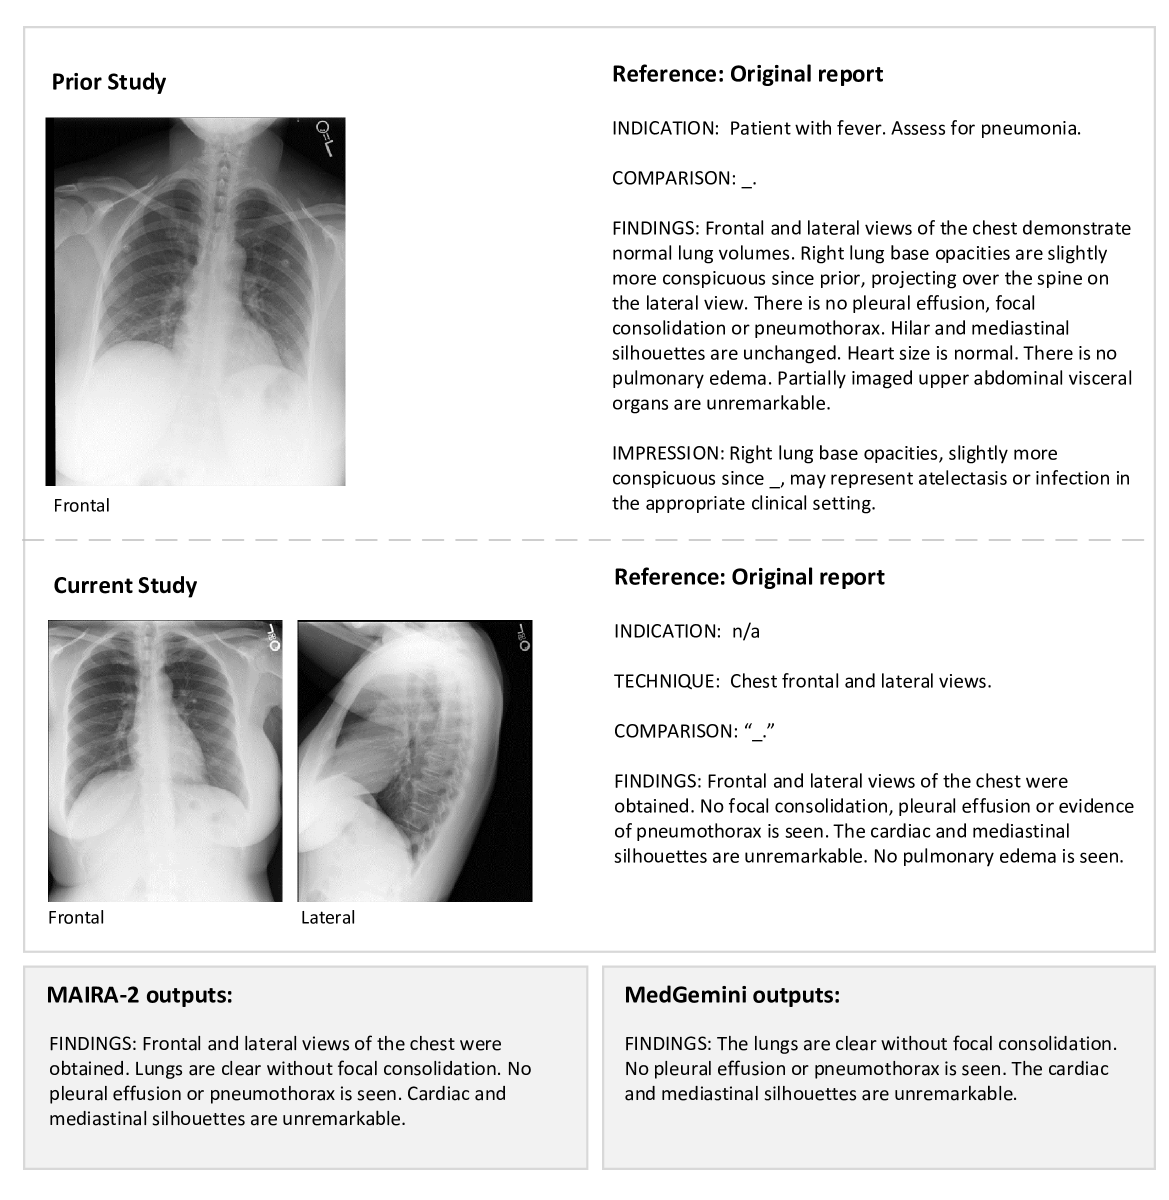 Prior Study
Frontal
Reference: Original report
INDICATION:  Patient with fever. Assess for pneumonia.
COMPARISON: _.
FINDINGS: Frontal and lateral views of the chest demonstrate
normal lung volumes. Right lung base opacities are slightly
more conspicuous since prior, projecting over the spine on
the lateral view. There is no pleural effusion, focal
consolidation or pneumothorax. Hilar and mediastinal
silhouettes are unchanged. Heart size is normal. There is no
pulmonary edema. Partially imaged upper abdominal visceral
organs are unremarkable.
IMPRESSION: Right lung base opacities, slightly more
conspicuous since _, may represent atelectasis or infection in
the appropriate clinical setting.
Current Study
Frontal
Lateral
Reference: Original report
INDICATION:  n/a
TECHNIQUE:  Chest frontal and lateral views.
COMPARISON: “_.”
FINDINGS: Frontal and lateral views of the chest were
obtained. No focal consolidation, pleural effusion or evidence
of pneumothorax is seen. The cardiac and mediastinal
silhouettes are unremarkable. No pulmonary edema is seen.
MAIRA-2 outputs:
FINDINGS: Frontal and lateral views of the chest were
obtained. Lungs are clear without focal consolidation. No
pleural effusion or pneumothorax is seen. Cardiac and
mediastinal silhouettes are unremarkable.
MedGemini outputs:
FINDINGS: The lungs are clear without focal consolidation.
No pleural effusion or pneumothorax is seen. The cardiac
and mediastinal silhouettes are unremarkable.